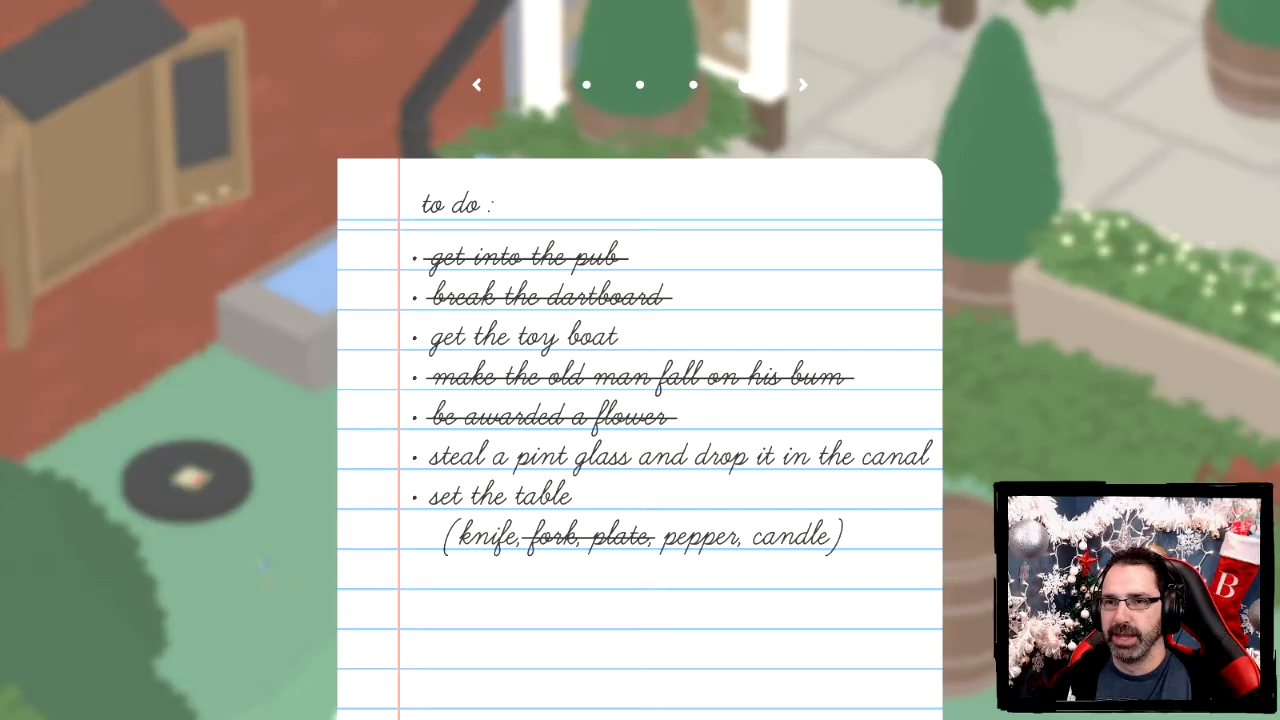 to do :
• get into the pub
• break the dartboard
• get the toy boat
• make the old man fall on his bum
• be awarded a flower
• steal a pint glass and drop it in the canal
• set the table
(knife, fork, plate, pepper, candle)
B